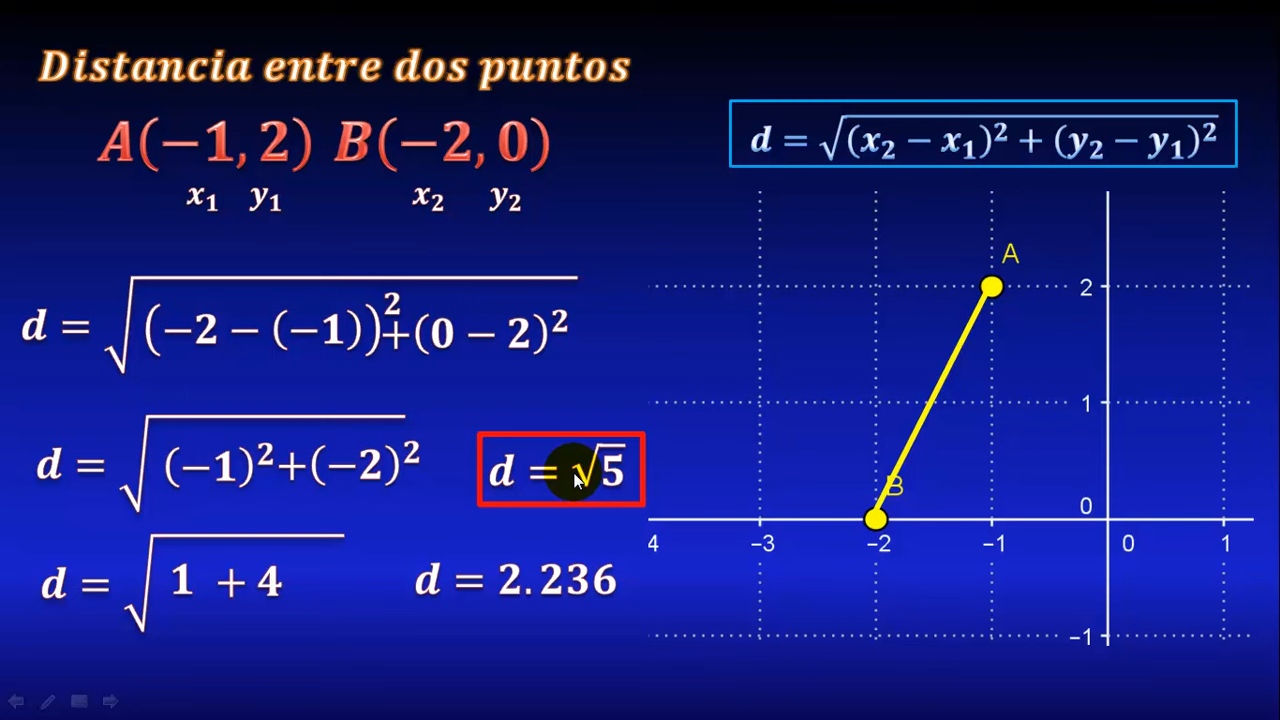 Distancia entre dos puntos
A(−1, 2) B(−2, 0)
x₁ y₁ x₂ y₂
d = √(x₂ − x₁)² + (y₂ − y₁)²
d = √(−2 − (−1))²+(0 − 2)²
d = √(−1)²+(−2)²
d = √5
d = √1 + 4
d = 2.236
A
2
1
B
0
4 −3 −2 −1 0 1
−1